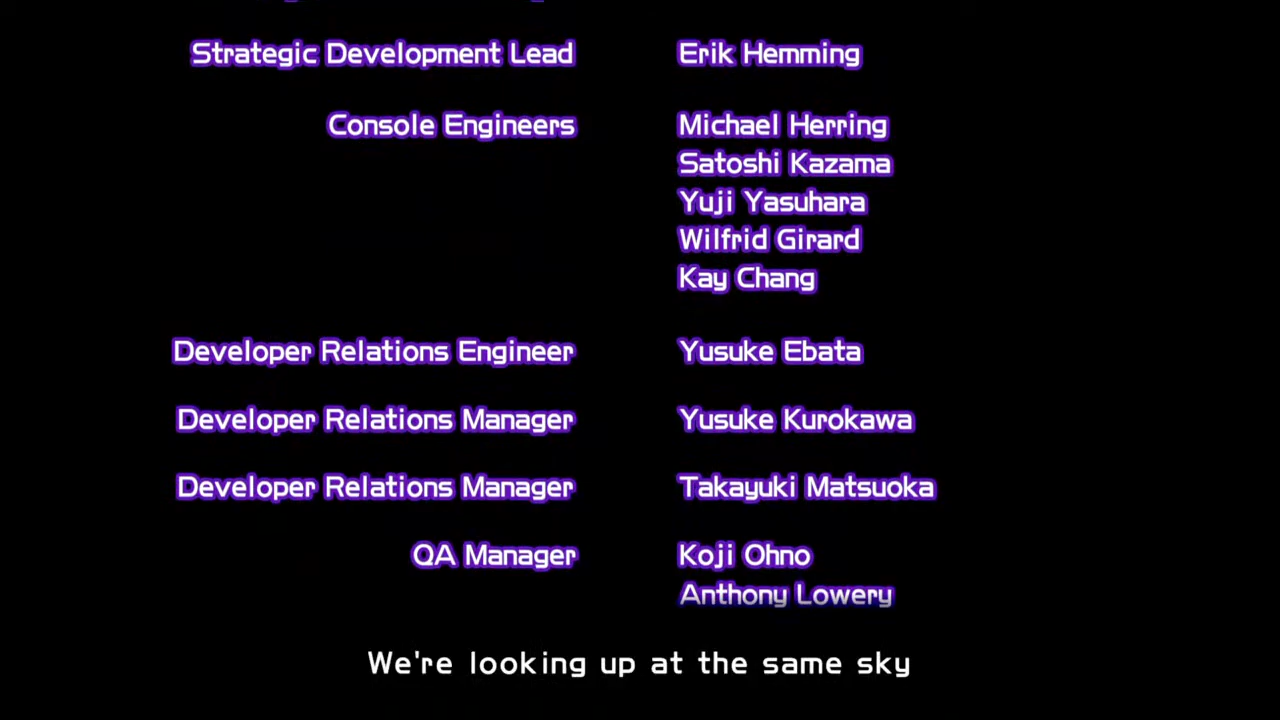 Strategic Development Lead Erik Hemming
Console Engineers Michael Herring
Satoshi Kazama
Yuji Yasuhara
Wilfrid Girard
Kay Chang
Developer Relations Engineer Yusuke Ebata
Developer Relations Manager Yusuke Kurokawa
Developer Relations Manager Takayuki Matsuoka
QA Manager Koji Ohno
Anthony Lowery
We're looking up at the same sky